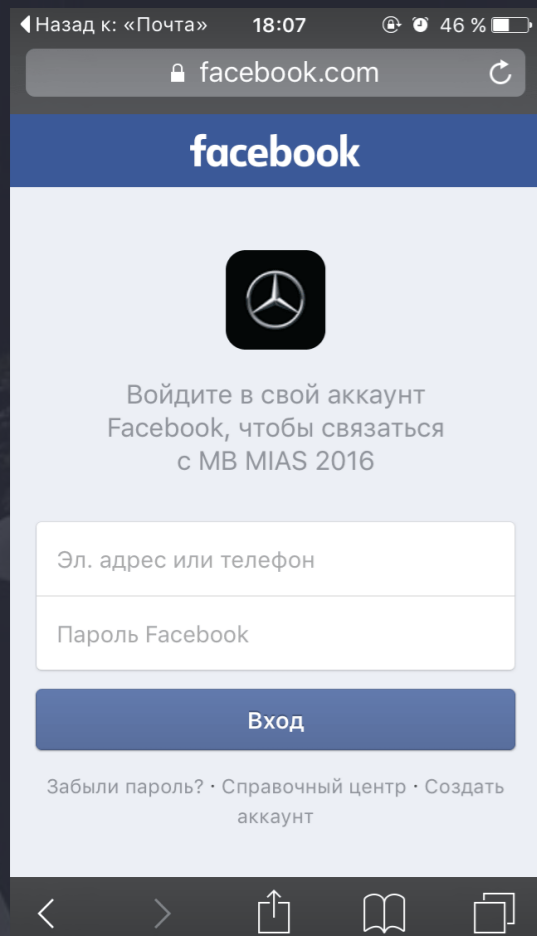 Назад к: «Почта» 18:07 46 %
facebook.com
facebook
Войдите в свой аккаунт
Facebook, чтобы связаться
с MB MIAS 2016
Эл. адрес или телефон
Пароль Facebook
Вход
Забыли пароль? · Справочный центр · Создать
аккаунт